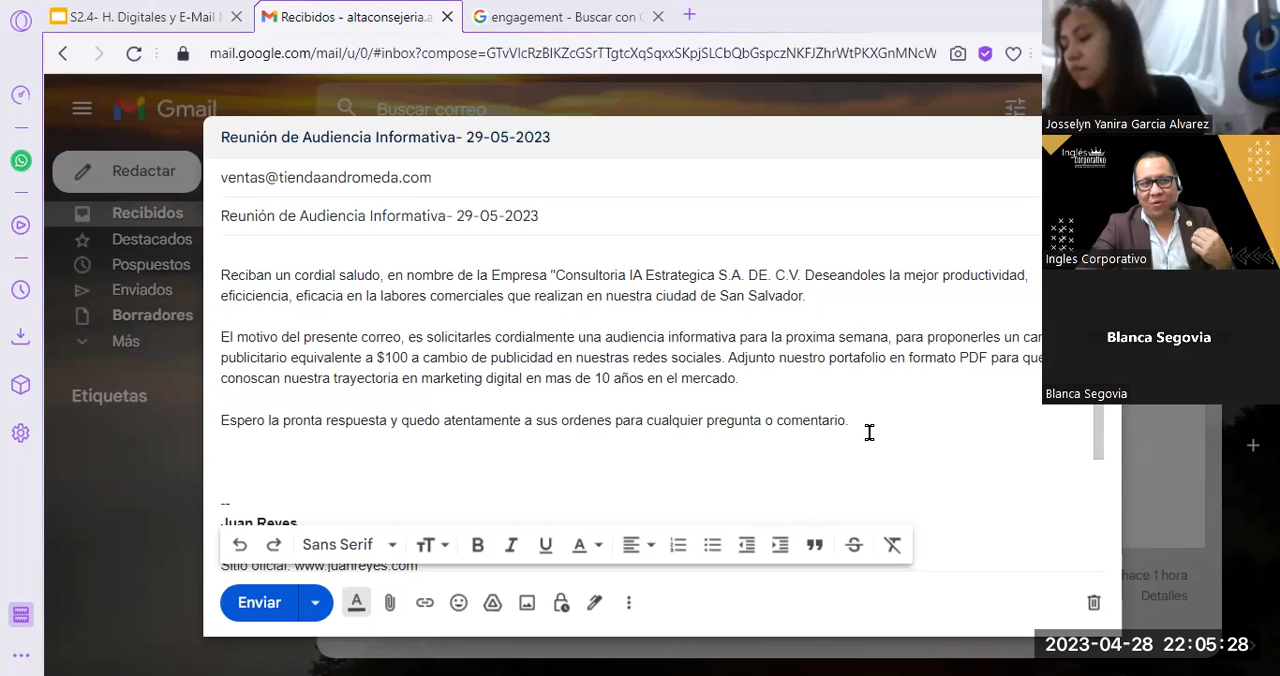 S2.4- H. Digitales y E-Mail
Recibidos - altaconsejeria.a
engagement - Buscar con
mail.google.com/mail/u/0/#inbox?compose=GTvVlcRzBlKZcGSrTTgtcXqSqxxSKpjSLCbQbGspczNKFJZhrWtPKXGnMNcW
Gmail
Buscar correo
Redactar
Recibidos
Destacados
Pospuestos
Enviados
Borradores
Más
Etiquetas
Reunión de Audiencia Informativa- 29-05-2023
ventas@tiendaandromeda.com
Reunión de Audiencia Informativa- 29-05-2023
Reciban un cordial saludo, en nombre de la Empresa "Consultoria IA Estrategica S.A. DE. C.V. Deseandoles la mejor productividad,
eficiciencia, eficacia en la labores comerciales que realizan en nuestra ciudad de San Salvador.
El motivo del presente correo, es solicitarles cordialmente una audiencia informativa para la proxima semana, para proponerles un
publicitario equivalente a $100 a cambio de publicidad en nuestras redes sociales. Adjunto nuestro portafolio en formato PDF para
conoscan nuestra trayectoria en marketing digital en mas de 10 años en el mercado.
Espero la pronta respuesta y quedo atentamente a sus ordenes para cualquier pregunta o comentario.
--
Juan Reyes
Sans Serif
Sitio oficial: www.juanreyes.com
Enviar
hace 1 hora
Detalles
Josselyn Yanira Garcia Alvarez
Inglés
Corporativo
Ingles Corporativo
Blanca Segovia
Blanca Segovia
2023-04-28 22:05:28